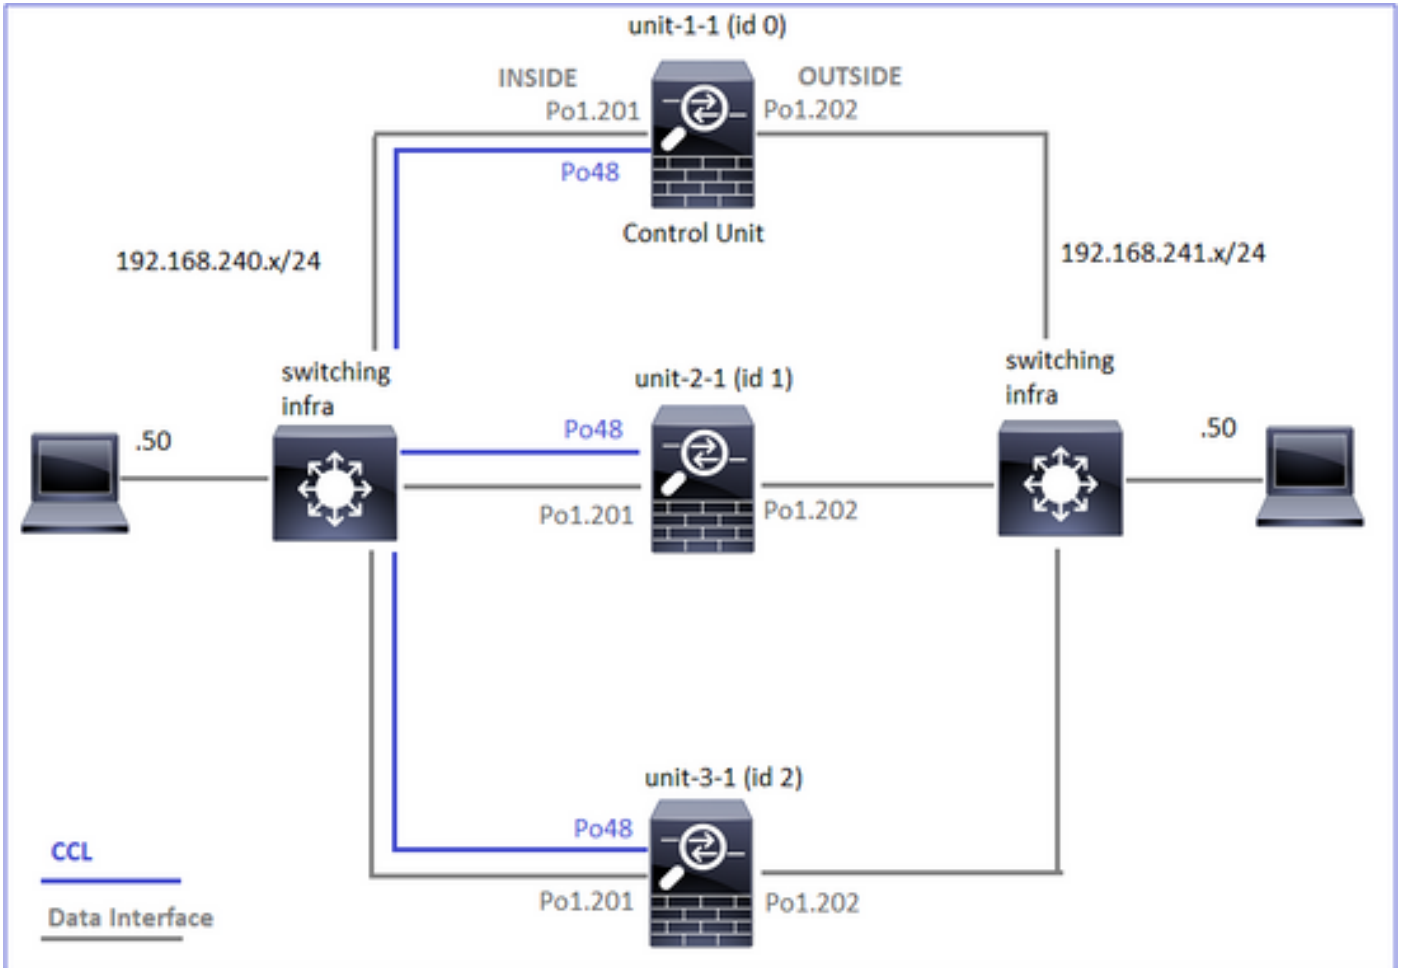 unit-1-1 (id 0)
INSIDE
OUTSIDE
Po1.201
Po1.202
Po48
Control Unit
192.168.240.x/24
192.168.241.x/24
switching
infra
unit-2-1 (id 1)
switching
infra
.50
Po48
.50
Po1.201
Po1.202
unit-3-1 (id 2)
Po48
CCL
Po1.201
Po1.202
Data Interface